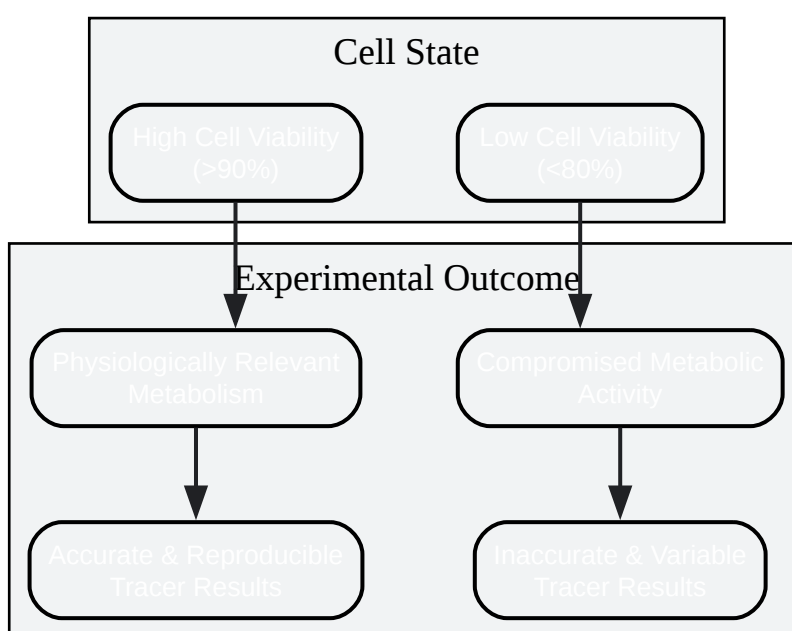 Cell State
High Cell Viability
(>90%)
Low Cell Viability
(<80%)
Experimental Outcome
Physiologically Relevant
Metabolism
Compromised Metabolic
Activity
Accurate & Reproducible
Tracer Results
Inaccurate & Variable
Tracer Results